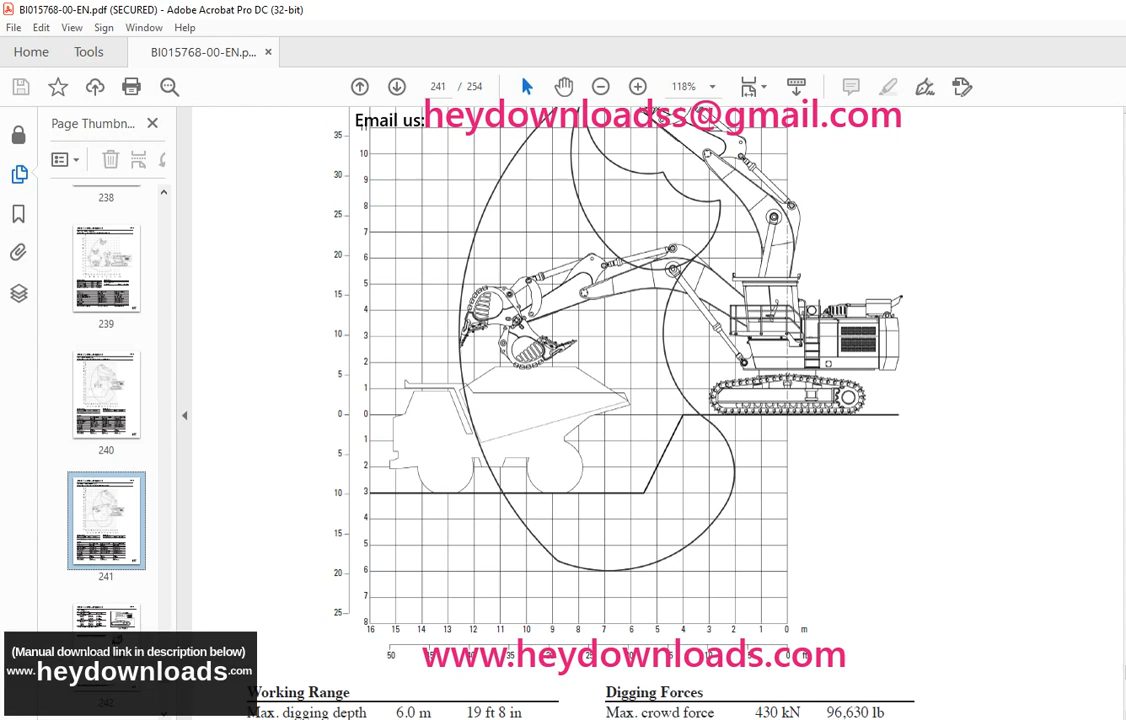 BI015768-00-EN.pdf (SECURED) - Adobe Acrobat Pro DC (32-bit)
File Edit View Sign Window Help
Home Tools BI015768-00-EN.p... ×
241 / 254 118%
Page Thumbn...
Email us: heydownloadss@gmail.com
238
239
240
241
242
35
30
25
20
15
10
5
0
5
10
15
20
25
11
10
9
8
7
6
5
4
3
2
1
0
1
2
3
4
5
6
7
8
16 15 14 13 12 11 10 9 8 7 6 5 4 3 2 1 0 m
50 ft
www.heydownloads.com
(Manual download link in description below)
www.heydownloads.com
Working Range
Max. digging depth 6.0 m 19 ft 8 in
Digging Forces
Max. crowd force 430 kN 96,630 lb